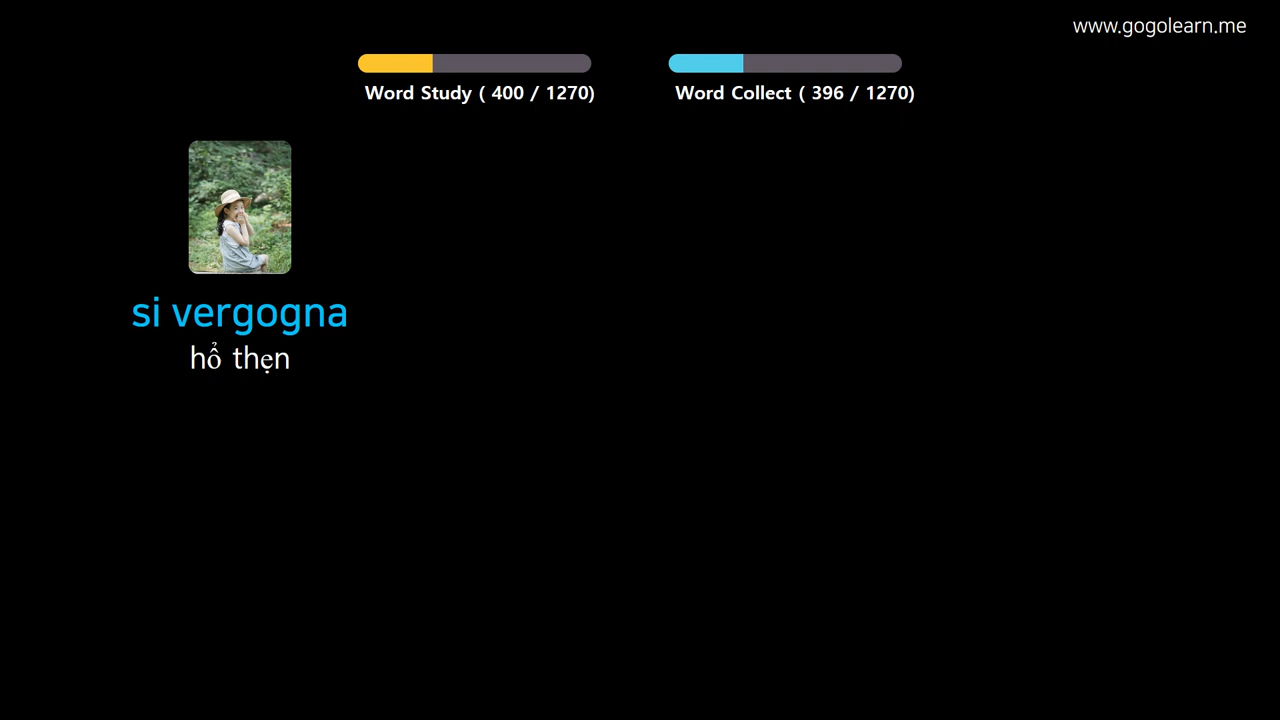 www.gogolearn.me
Word Study ( 400 / 1270)
Word Collect ( 396 / 1270)
si vergogna
hổ thẹn